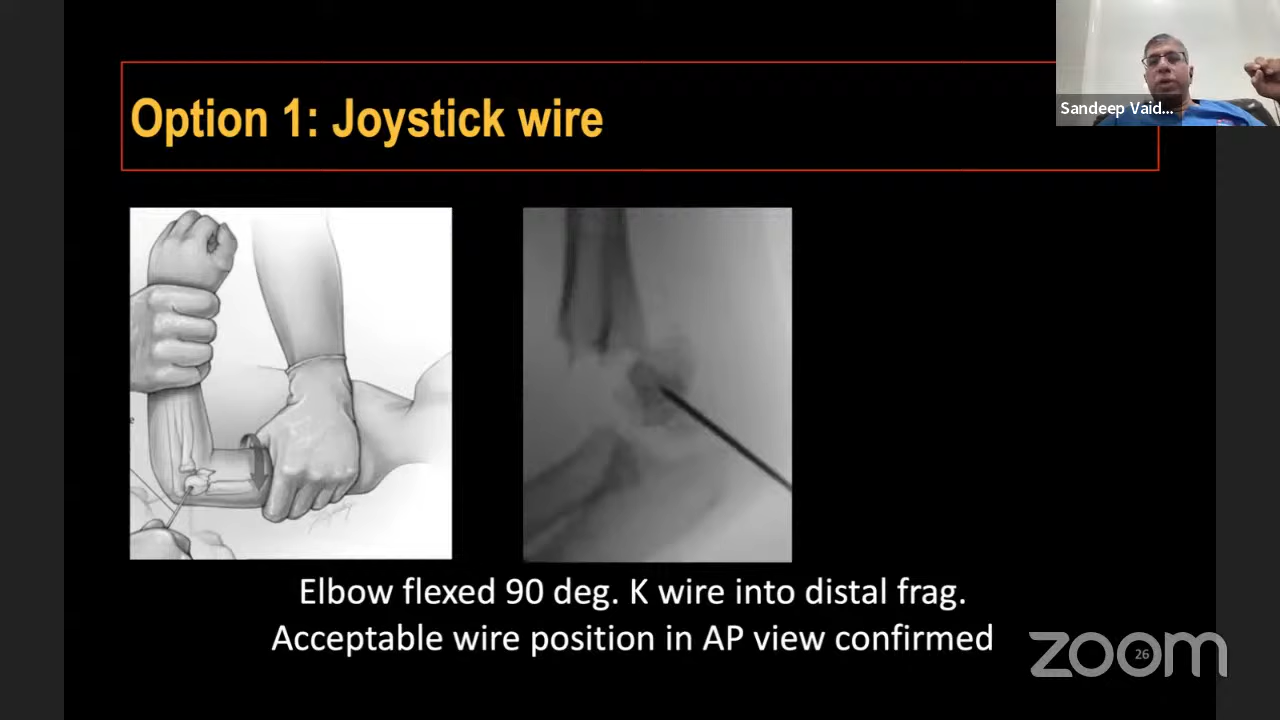 Option 1: Joystick wire
Sandeep Vaid...
e
Elbow flexed 90 deg. K wire into distal frag.
Acceptable wire position in AP view confirmed
zoom
26